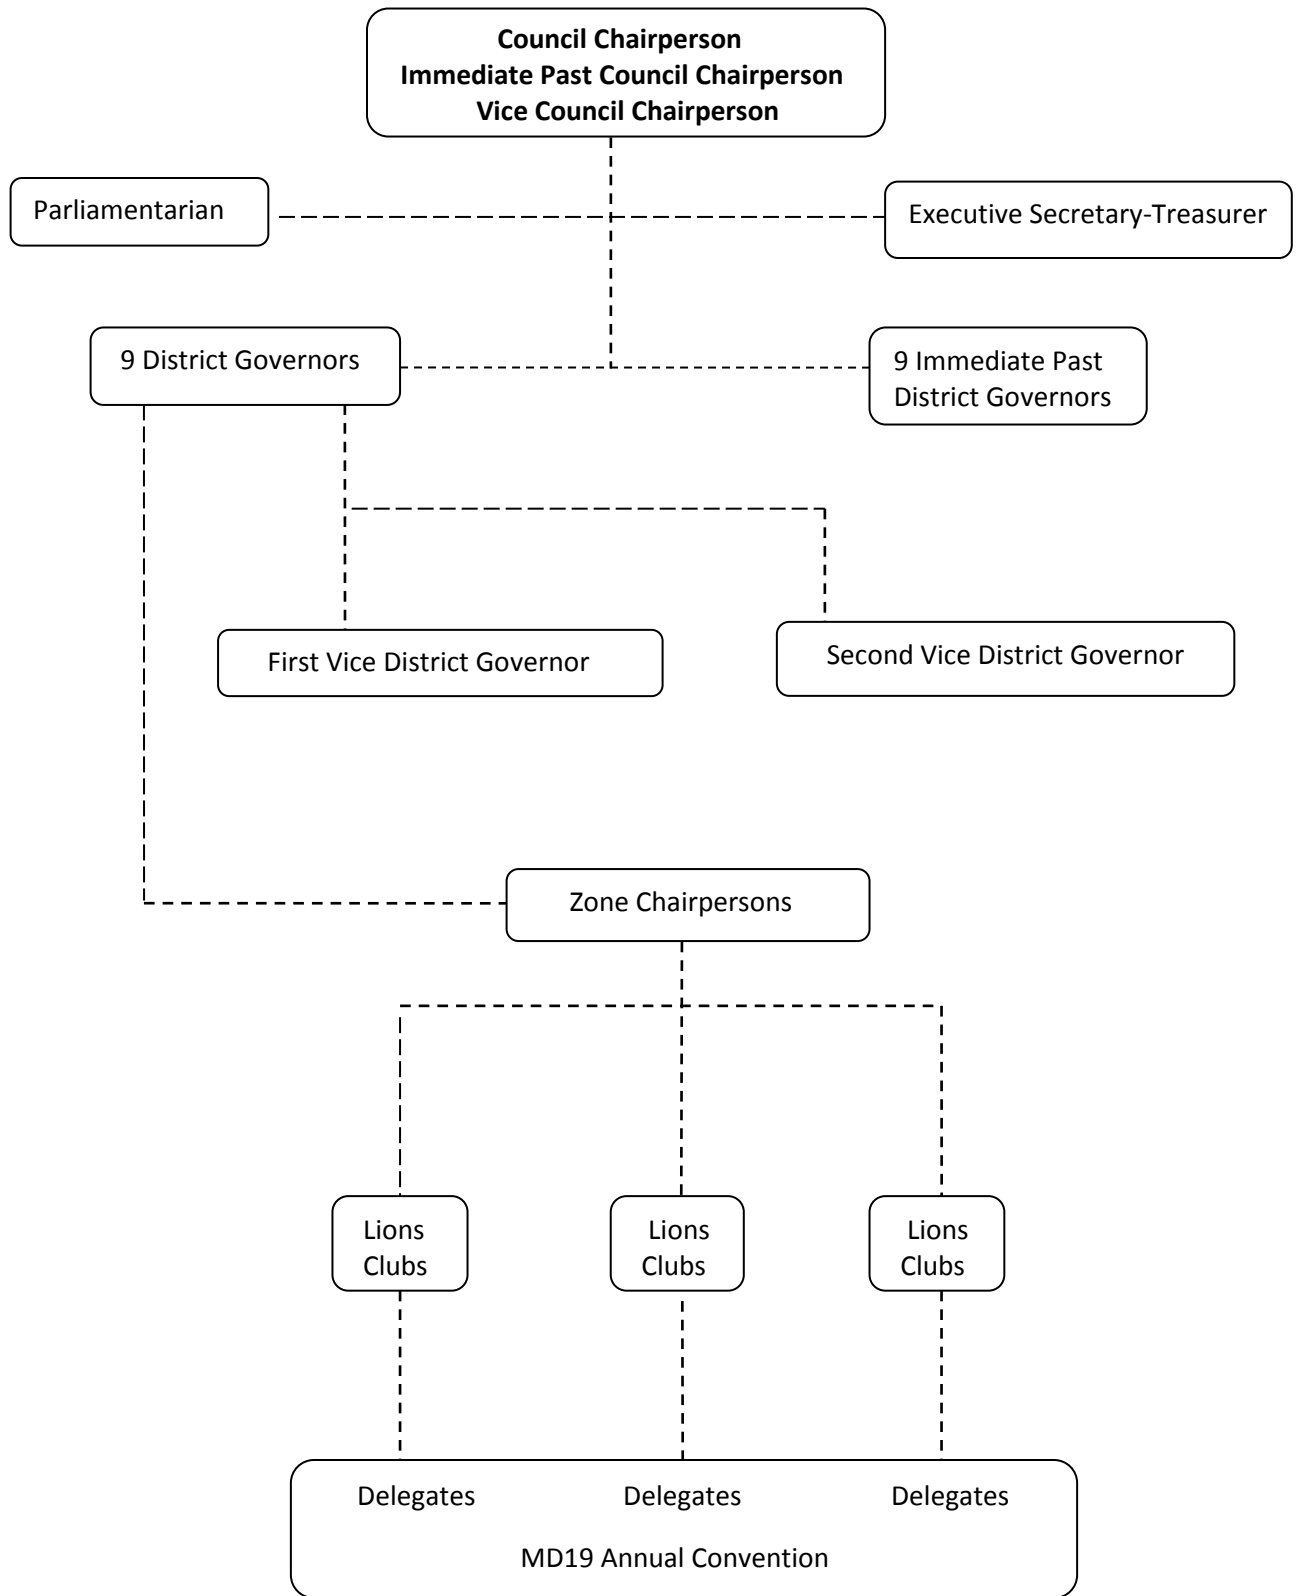 Council Chairperson
Immediate Past Council Chairperson
Vice Council Chairperson
Parliamentarian
Executive Secretary-Treasurer
9 District Governors
9 Immediate Past
District Governors
First Vice District Governor
Second Vice District Governor
Zone Chairpersons
Lions
Clubs
Lions
Clubs
Lions
Clubs
Delegates
Delegates
Delegates
MD19 Annual Convention